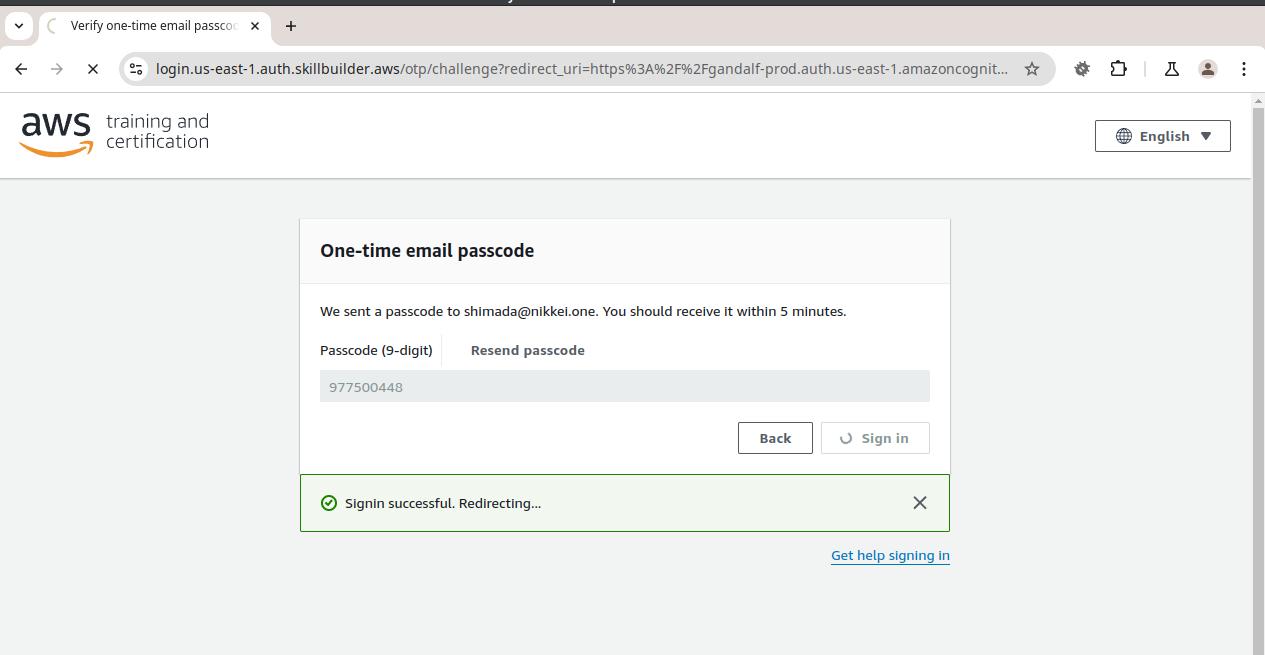 Verify one-time email passcod
login.us-east-1.auth.skillbuilder.aws/otp/challenge?redirect_uri=https%3A%2F%2Fgandalf-prod.auth.us-east-1.amazoncognit...
aws training and certification
English
One-time email passcode
We sent a passcode to shimada@nikkei.one. You should receive it within 5 minutes.
Passcode (9-digit)
Resend passcode
977500448
Back
Sign in
Signin successful. Redirecting...
Get help signing in